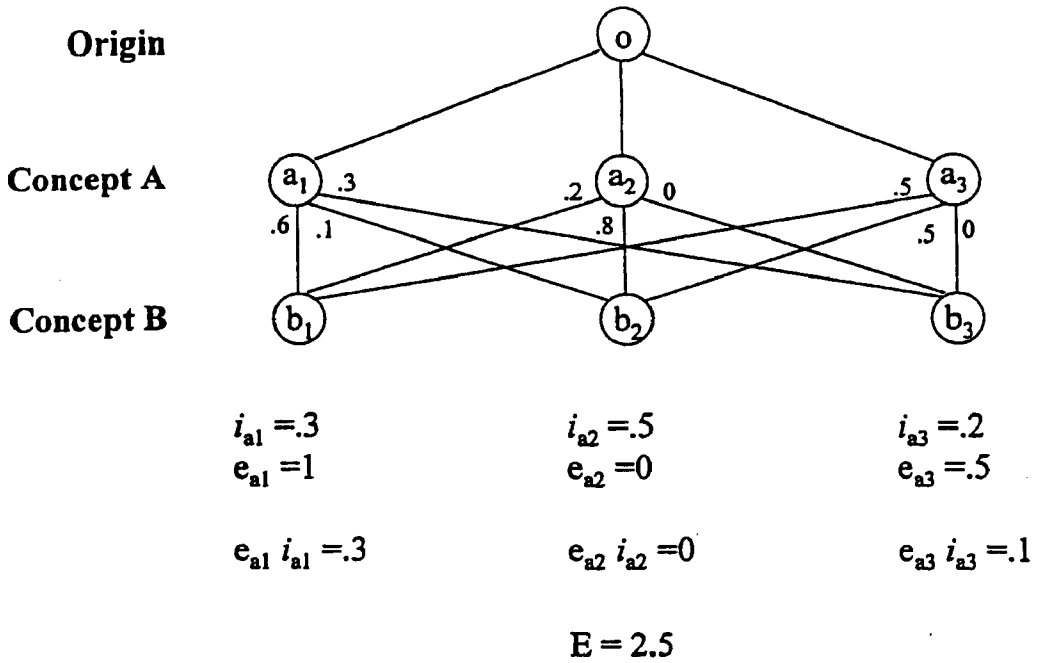 Origin o
Concept A a1 .3 .2 a2 0 .5 a3
.6 .1 .8 .5 0
Concept B b1 b2 b3
ia1 =.3 ia2 =.5 ia3 =.2
ea1 =1 ea2 =0 ea3 =.5
ea1 ia1 =.3 ea2 ia2 =0 ea3 ia3 =.1
E = 2.5